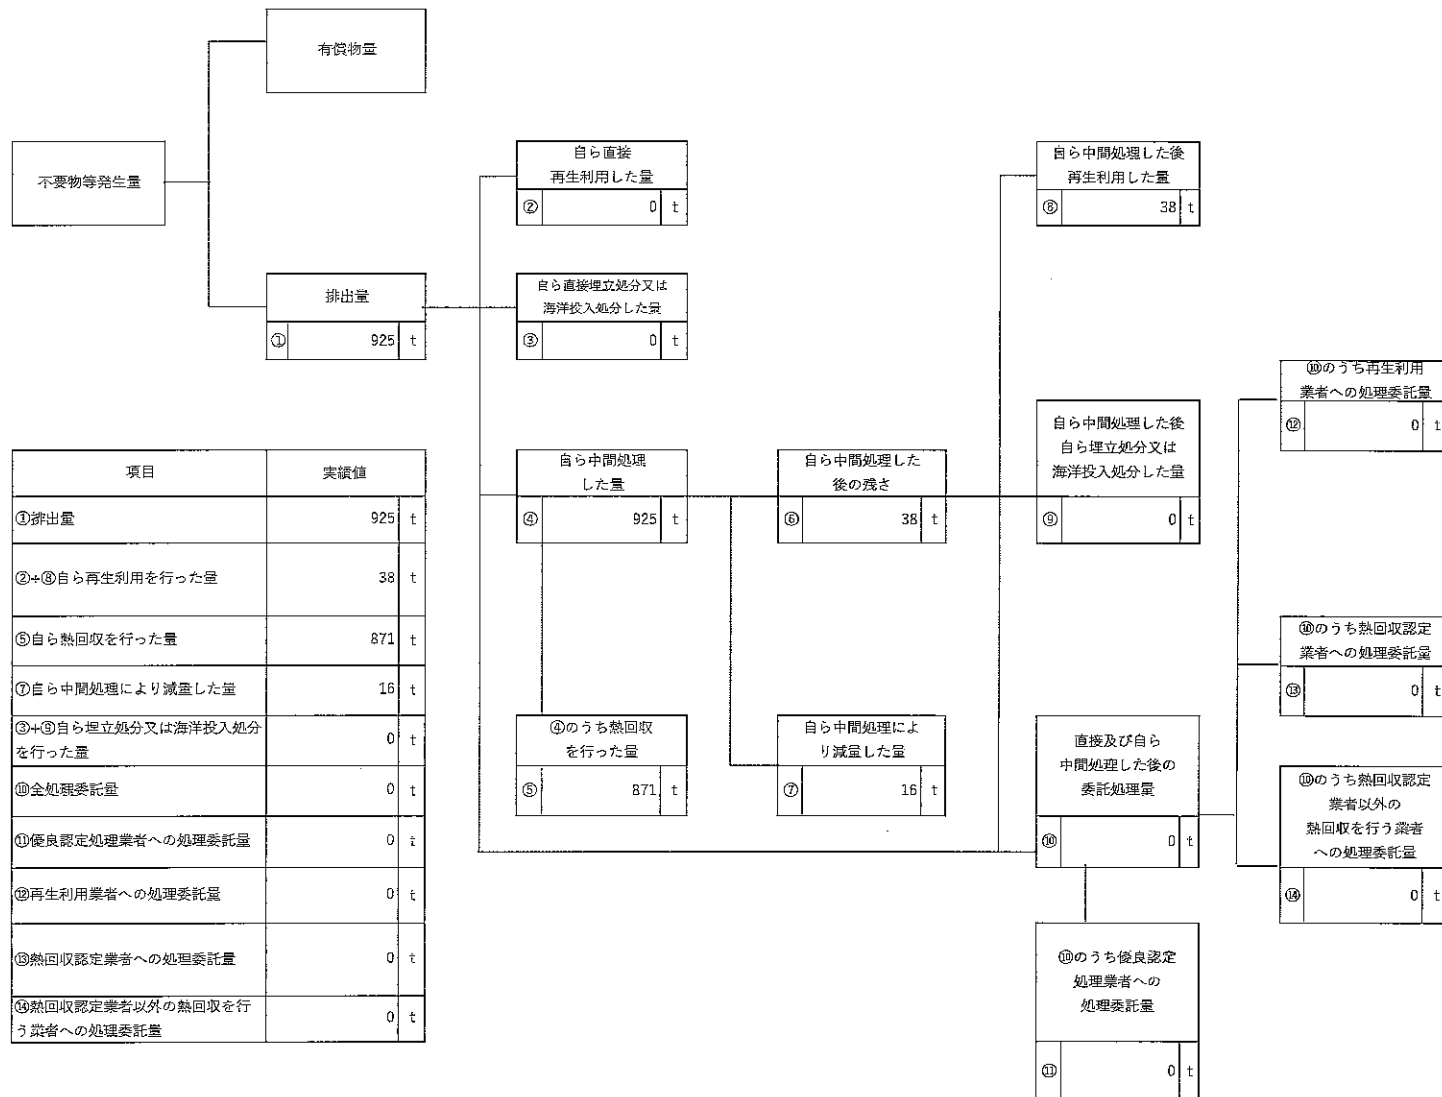 有償物量
不要物等発生量
排出量
① 925 t
自ら直接
再生利用した量
② 0 t
自ら直接埋立処分又は
海洋投入処分した量
③ 0 t
自ら中間処理
した量
④ 925 t
④のうち熱回収
を行った量
⑤ 871 t
自ら中間処理した
後の残さ
⑥ 38 t
自ら中間処理によ
り減量した量
⑦ 16 t
自ら中間処理した後
再生利用した量
⑧ 38 t
自ら中間処理した後
自ら埋立処分又は
海洋投入処分した量
⑨ 0 t
直接及び自ら
中間処理した後の
委託処理量
⑩ 0 t
⑩のうち優良認定
処理業者への
処理委託量
⑪ 0 t
⑩のうち再生利用
業者への処理委託量
⑫ 0 t
⑩のうち熱回収認定
業者への処理委託量
⑬ 0 t
⑩のうち熱回収認定
業者以外の
熱回収を行う業者
への処理委託量
⑭ 0 t
項目 実績値
①排出量 925 t
②+⑧自ら再生利用を行った量 38 t
⑤自ら熱回収を行った量 871 t
⑦自ら中間処理により減量した量 16 t
③+⑨自ら埋立処分又は海洋投入処分
を行った量 0 t
⑩全処理委託量 0 t
⑪優良認定処理業者への処理委託量 0 t
⑫再生利用業者への処理委託量 0 t
⑬熱回収認定業者への処理委託量 0 t
⑭熱回収認定業者以外の熱回収を行
う業者への処理委託量 0 t